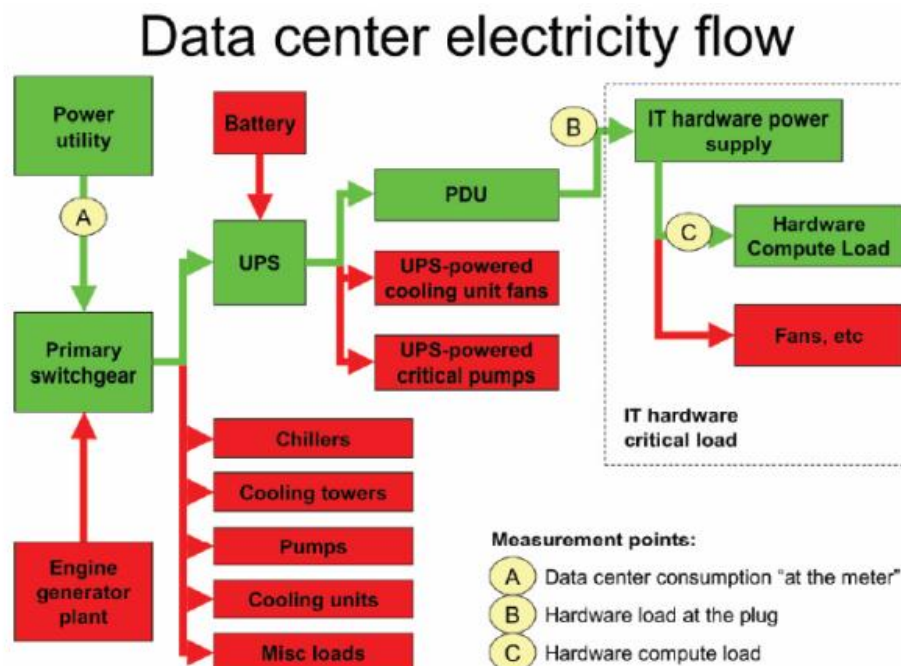 Data center electricity flow
Power
utility
Battery
B
IT hardware power
supply
A
PDU
C
Hardware
Compute Load
UPS
UPS-powered
cooling unit fans
Primary
switchgear
UPS-powered
critical pumps
Fans, etc
IT hardware
critical load
Chillers
Cooling towers
Pumps
Cooling units
Misc loads
Engine
generator
plant
Measurement points:
A Data center consumption "at the meter"
B Hardware load at the plug
C Hardware compute load